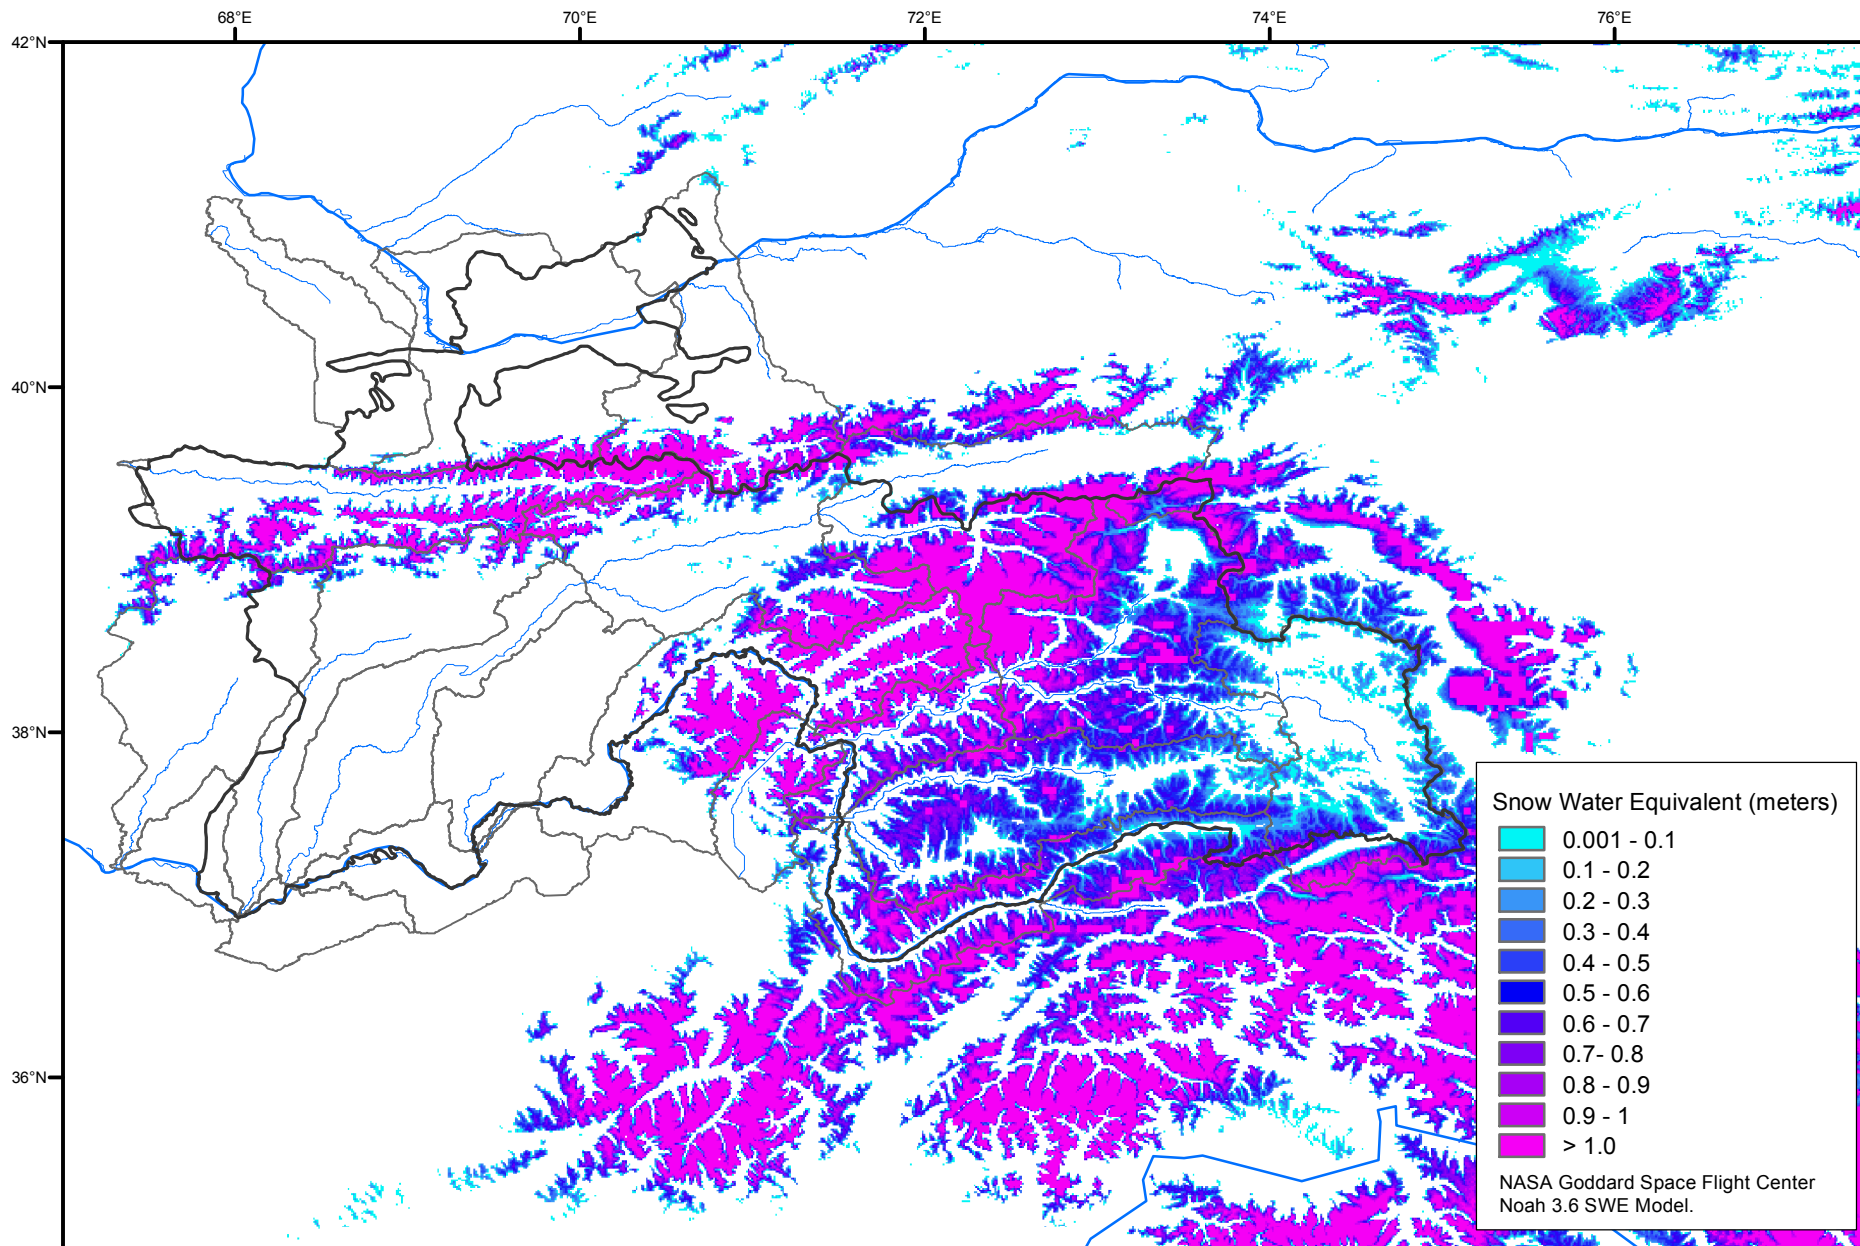 68°E
70°E
72°E
74°E
76°E
42°N
40°N
38°N
36°N
Snow Water Equivalent (meters)
0.001 - 0.1
0.1 - 0.2
0.2 - 0.3
0.3 - 0.4
0.4 - 0.5
0.5 - 0.6
0.6 - 0.7
0.7- 0.8
0.8 - 0.9
0.9 - 1
> 1.0
NASA Goddard Space Flight Center
Noah 3.6 SWE Model.